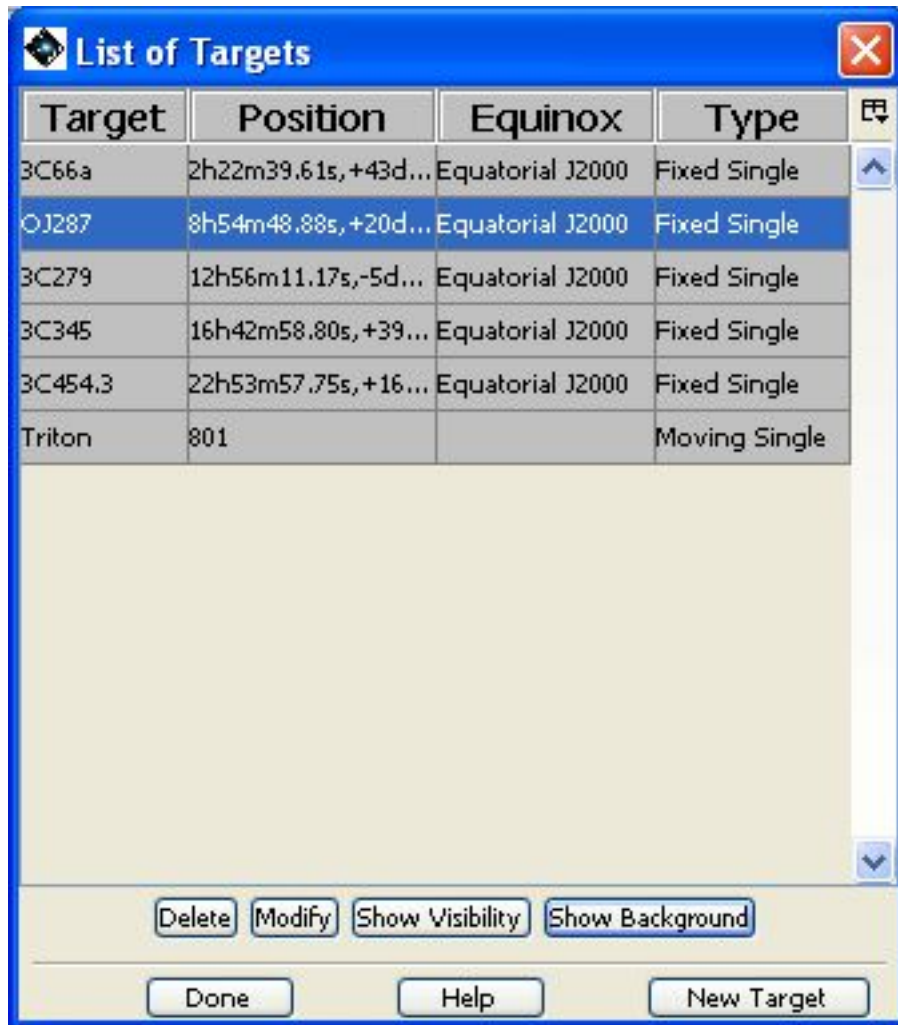 List of Targets
Target Position Equinox Type
3C66a 2h22m39.61s,+43d... Equatorial J2000 Fixed Single
OJ287 8h54m48.88s,+20d... Equatorial J2000 Fixed Single
3C279 12h56m11.17s,-5d... Equatorial J2000 Fixed Single
3C345 16h42m58.80s,+39... Equatorial J2000 Fixed Single
3C454.3 22h53m57.75s,+16... Equatorial J2000 Fixed Single
Triton 801 Moving Single
Delete Modify Show Visibility Show Background
Done Help New Target